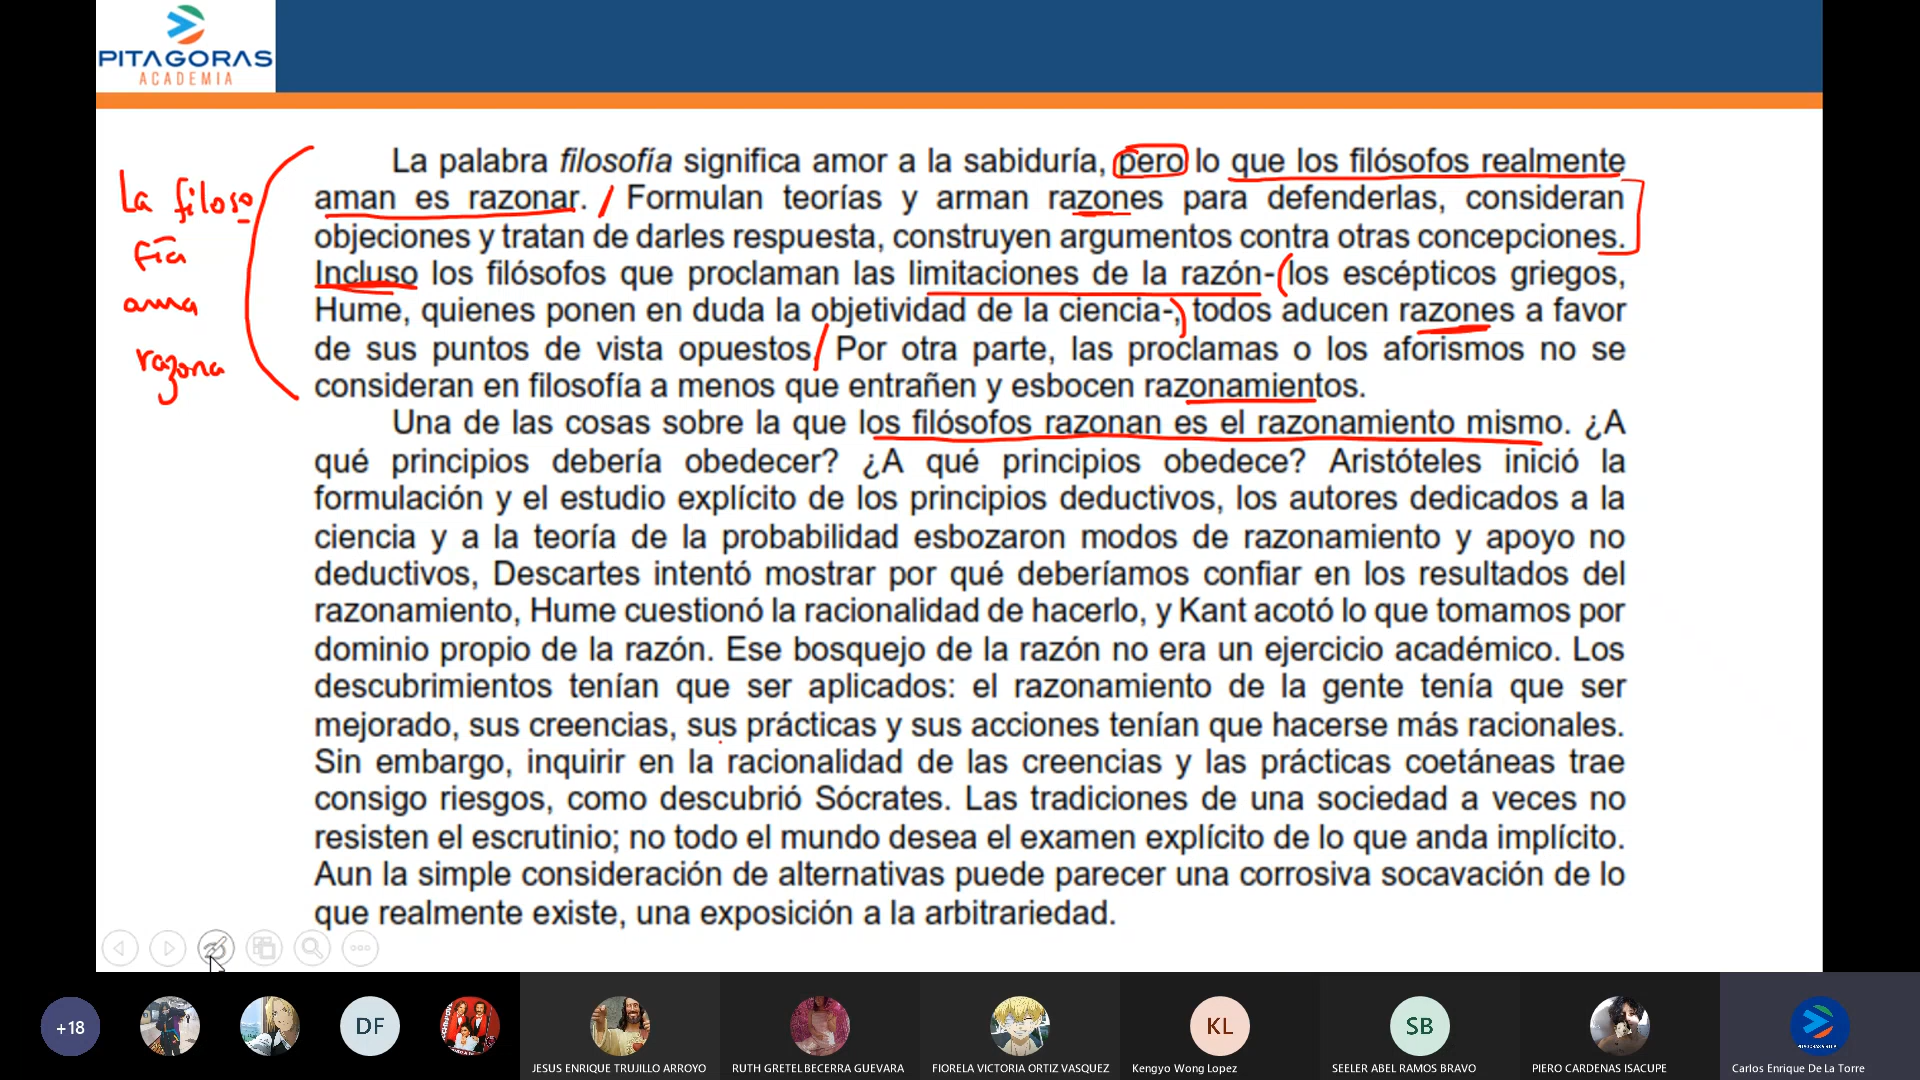 PITAGORAS
ACADEMIA
La filoso
fía
ama
razona
La palabra filosofía significa amor a la sabiduría, pero lo que los filósofos realmente
aman es razonar. / Formulan teorías y arman razones para defenderlas, consideran
objeciones y tratan de darles respuesta, construyen argumentos contra otras concepciones.
Incluso los filósofos que proclaman las limitaciones de la razón-(los escépticos griegos,
Hume, quienes ponen en duda la objetividad de la ciencia-,) todos aducen razones a favor
de sus puntos de vista opuestos/ Por otra parte, las proclamas o los aforismos no se
consideran en filosofía a menos que entrañen y esbocen razonamientos.
Una de las cosas sobre la que los filósofos razonan es el razonamiento mismo. ¿A
qué principios debería obedecer? ¿A qué principios obedece? Aristóteles inició la
formulación y el estudio explícito de los principios deductivos, los autores dedicados a la
ciencia y a la teoría de la probabilidad esbozaron modos de razonamiento y apoyo no
deductivos, Descartes intentó mostrar por qué deberíamos confiar en los resultados del
razonamiento, Hume cuestionó la racionalidad de hacerlo, y Kant acotó lo que tomamos por
dominio propio de la razón. Ese bosquejo de la razón no era un ejercicio académico. Los
descubrimientos tenían que ser aplicados: el razonamiento de la gente tenía que ser
mejorado, sus creencias, sus prácticas y sus acciones tenían que hacerse más racionales.
Sin embargo, inquirir en la racionalidad de las creencias y las prácticas coetáneas trae
consigo riesgos, como descubrió Sócrates. Las tradiciones de una sociedad a veces no
resisten el escrutinio; no todo el mundo desea el examen explícito de lo que anda implícito.
Aun la simple consideración de alternativas puede parecer una corrosiva socavación de lo
que realmente existe, una exposición a la arbitrariedad.
+18
DF
KL
SB
JESUS ENRIQUE TRUJILLO ARROYO
RUTH GRETEL BECERRA GUEVARA
FIORELA VICTORIA ORTIZ VASQUEZ
Kengyo Wong Lopez
SEELER ABEL RAMOS BRAVO
PIERO CARDENAS ISACUPE
Carlos Enrique De La Torre